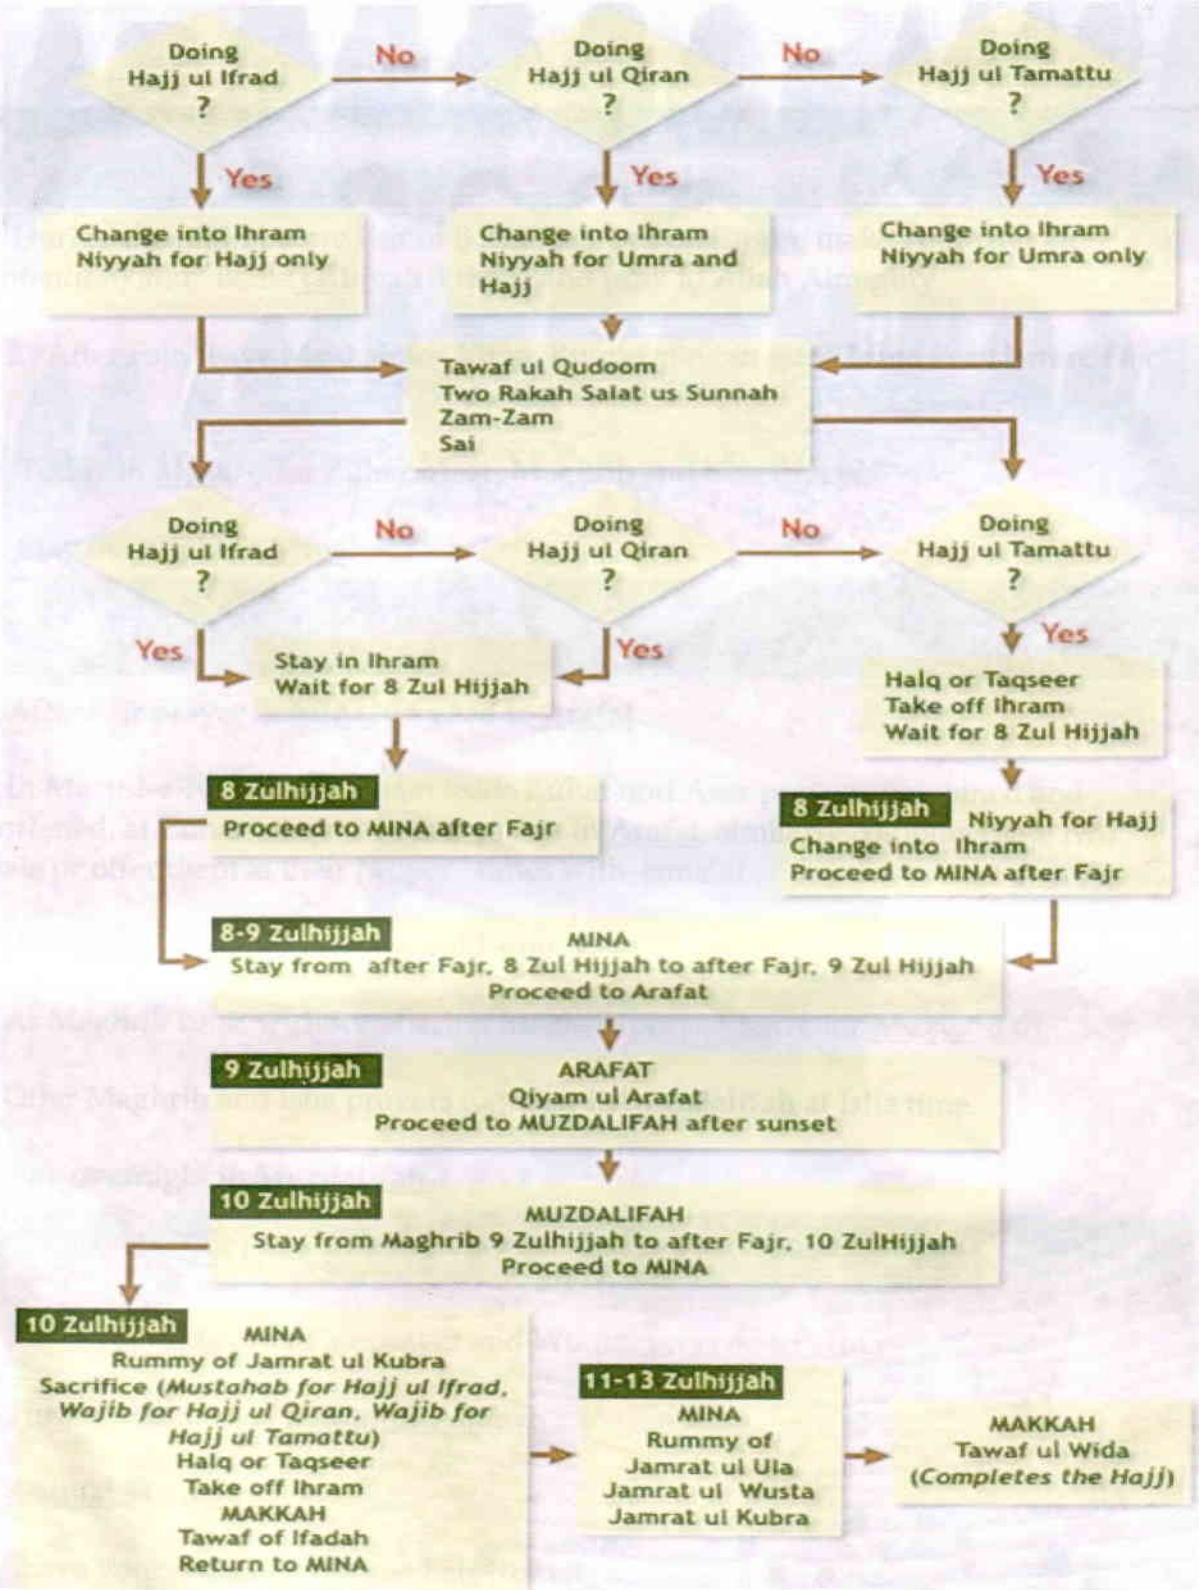 Doing
Hajj ul Ifrad
?
No
Doing
Hajj ul Qiran
?
No
Doing
Hajj ul Tamattu
?
Yes
Yes
Yes
Change into Ihram
Niyyah for Hajj only
Change into Ihram
Niyyah for Umra and
Hajj
Change into Ihram
Niyyah for Umra only
Tawaf ul Qudoom
Two Rakah Salat us Sunnah
Zam-Zam
Sai
Doing
Hajj ul Ifrad
?
No
Doing
Hajj ul Qiran
?
No
Doing
Hajj ul Tamattu
?
Yes
Yes
Yes
Stay in Ihram
Wait for 8 Zul Hijjah
Halq or Taqseer
Take off Ihram
Wait for 8 Zul Hijjah
8 Zulhijjah
Proceed to MINA after Fajr
8 Zulhijjah
Niyyah for Hajj
Change into Ihram
Proceed to MINA after Fajr
8-9 Zulhijjah
MINA
Stay from after Fajr, 8 Zul Hijjah to after Fajr, 9 Zul Hijjah
Proceed to Arafat
9 Zulhijjah
ARAFAT
Qiyam ul Arafat
Proceed to MUZDALIFAH after sunset
10 Zulhijjah
MUZDALIFAH
Stay from Maghrib 9 Zulhijjah to after Fajr, 10 ZulHijjah
Proceed to MINA
10 Zulhijjah
MINA
Rummy of Jamrat ul Kubra
Sacrifice (Mustahab for Hajj ul Ifrad,
Wajib for Hajj ul Qiran, Wajib for
Hajj ul Tamattu)
Halq or Taqseer
Take off Ihram
MAKKAH
Tawaf of Ifadah
Return to MINA
11-13 Zulhijjah
MINA
Rummy of
Jamrat ul Ula
Jamrat ul Wusta
Jamrat ul Kubra
MAKKAH
Tawaf ul Wida
(Completes the Hajj)